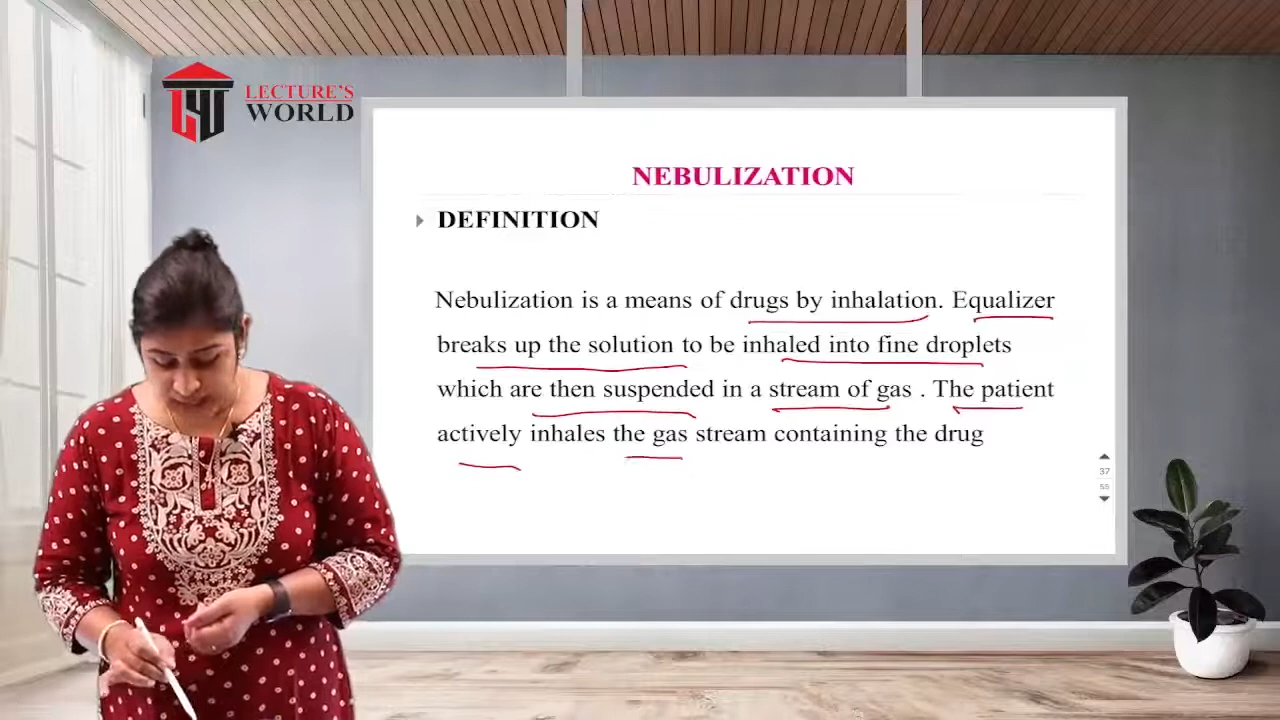 LECTURE'S
WORLD
NEBULIZATION
DEFINITION
Nebulization is a means of drugs by inhalation. Equalizer
breaks up the solution to be inhaled into fine droplets
which are then suspended in a stream of gas . The patient
actively inhales the gas stream containing the drug
37
55